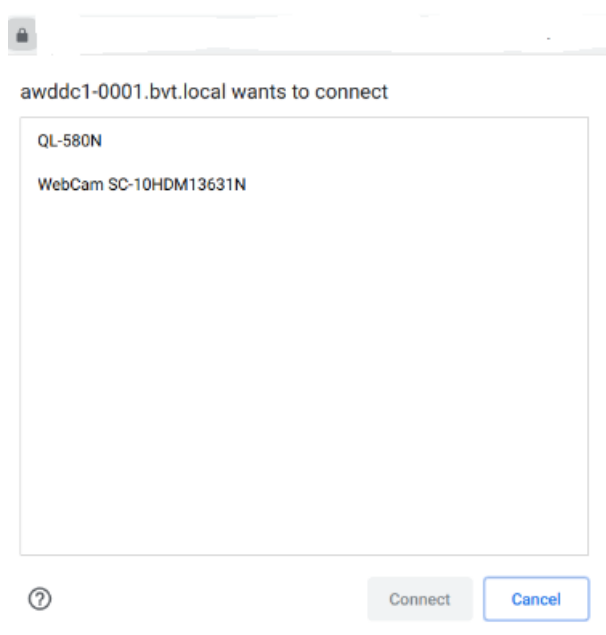 awddc1-0001.bvt.local wants to connect
QL-580N
WebCam SC-10HDM13631N
Connect
Cancel